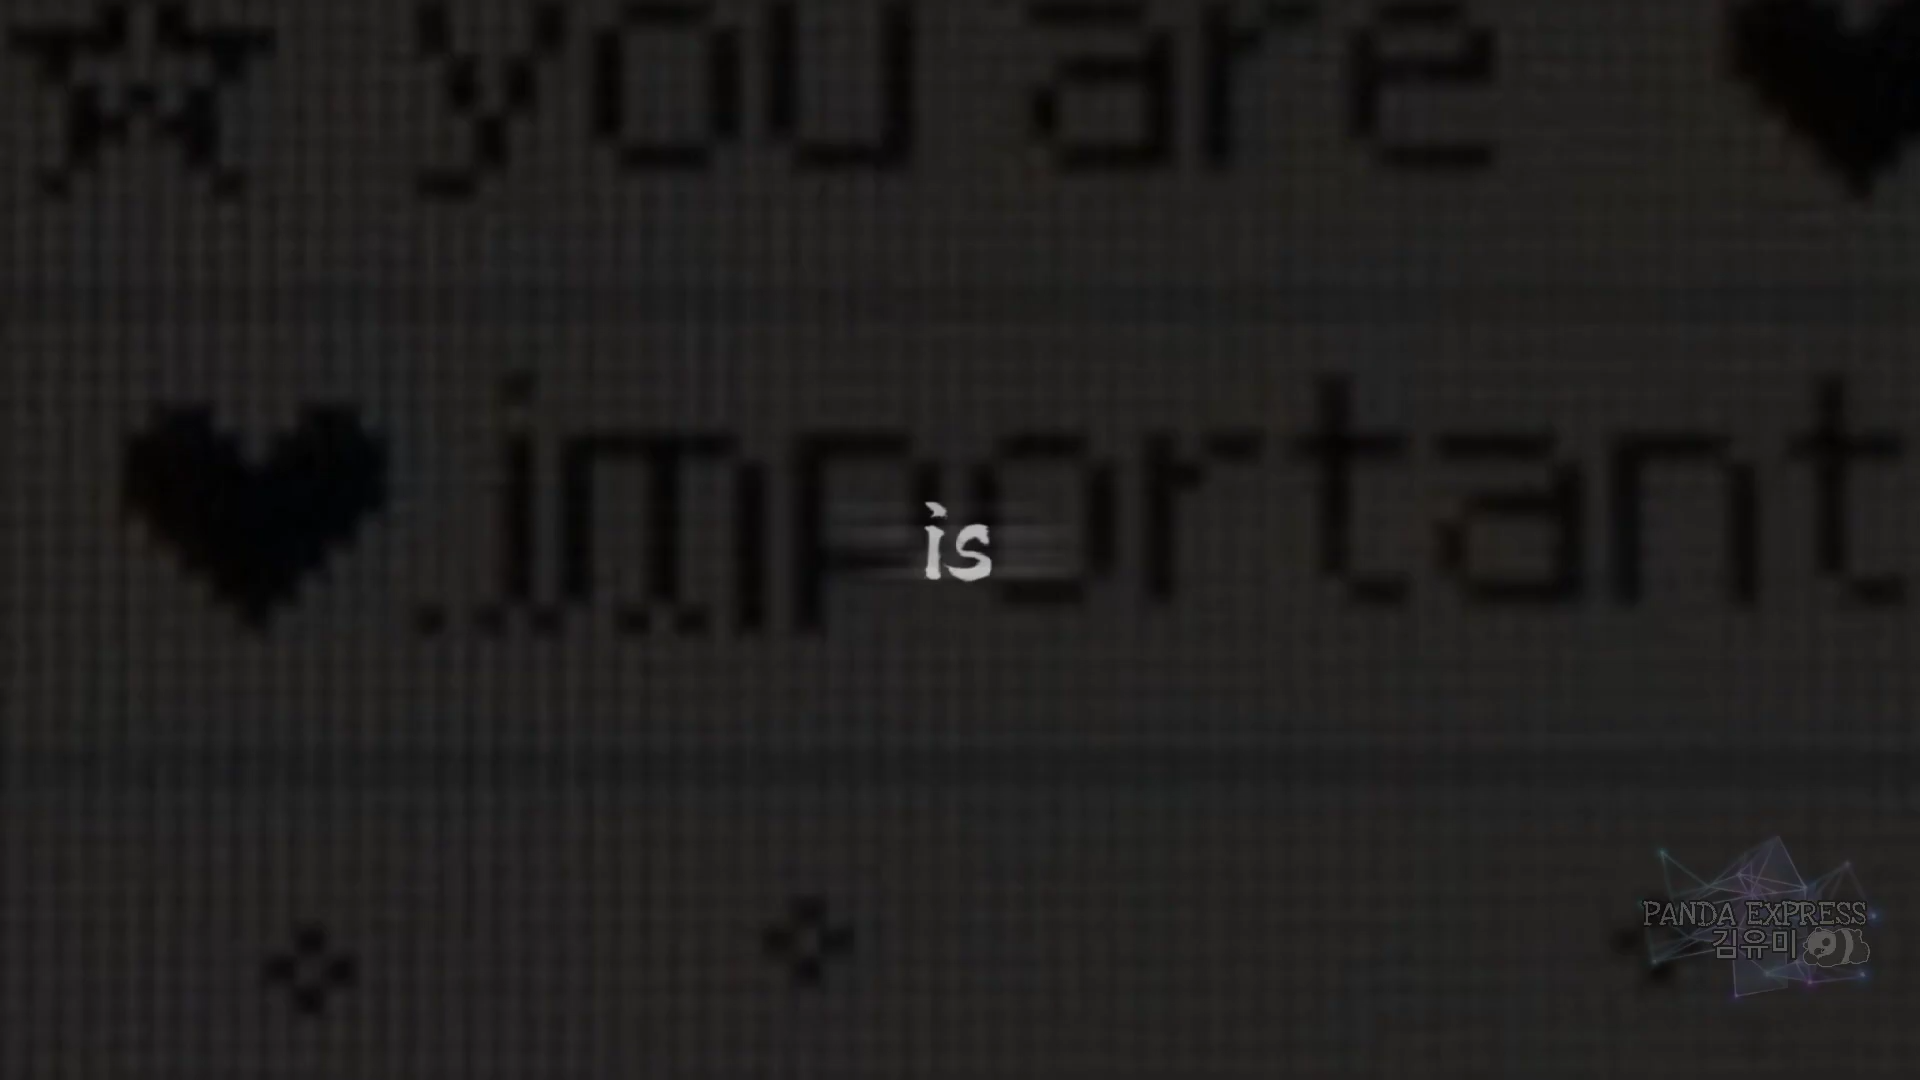 you are
important
is
PANDA EXPRESS
김유미